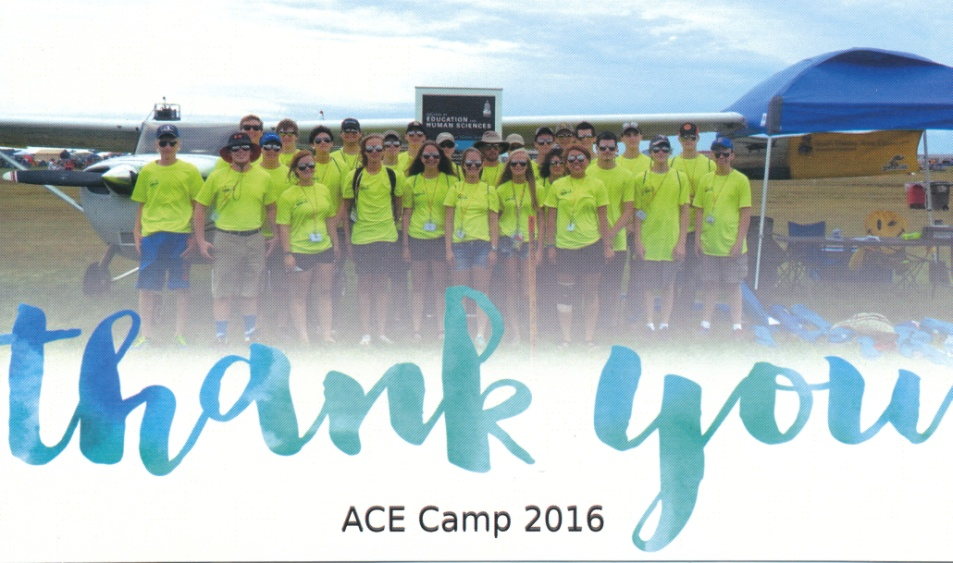 EDUCATION AND
HUMAN SCIENCES
thank you
ACE Camp 2016